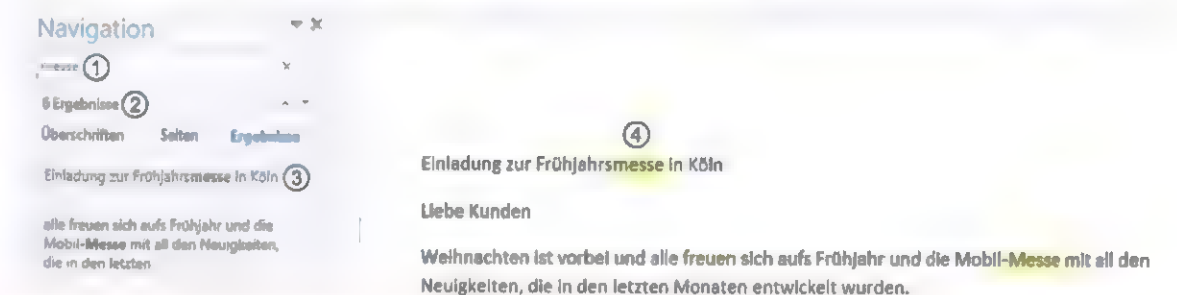 Navigation
①
6 Ergebnisse ②
Überschriften Seiten Ergebnisse
Einladung zur Frühjahrsmesse in Köln ③
alle freuen sich aufs Frühjahr und die
Mobil-Messe mit all den Neuigkeiten,
die in den letzten
④
Einladung zur Frühjahrsmesse in Köln
Liebe Kunden
Weihnachten ist vorbei und alle freuen sich aufs Frühjahr und die Mobil-Messe mit all den
Neuigkeiten, die in den letzten Monaten entwickelt wurden.